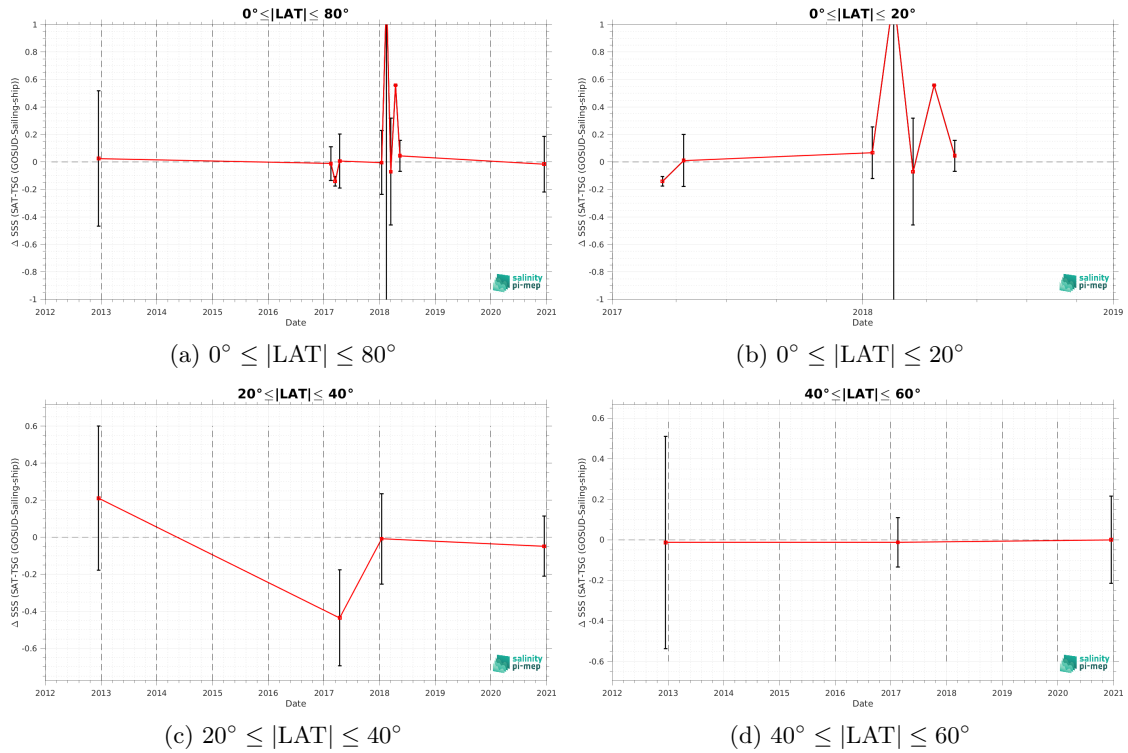 0°≤|LAT|≤ 80°
1
0.8
0.6
0.4
0.2
0
-0.2
-0.4
-0.6
-0.8
-1
Δ SSS (SAT-TSG (GOSUD-Sailing-ship))
salinity
pi-mep
2012 2013 2014 2015 2016 2017 2018 2019 2020 2021
Date
(a) 0° ≤ |LAT| ≤ 80°
0°≤|LAT|≤ 20°
1
0.8
0.6
0.4
0.2
0
-0.2
-0.4
-0.6
-0.8
-1
Δ SSS (SAT-TSG (GOSUD-Sailing-ship))
salinity
pi-mep
2017 2018 2019
Date
(b) 0° ≤ |LAT| ≤ 20°
20°≤|LAT|≤ 40°
0.6
0.4
0.2
0
-0.2
-0.4
-0.6
Δ SSS (SAT-TSG (GOSUD-Sailing-ship))
salinity
pi-mep
2012 2013 2014 2015 2016 2017 2018 2019 2020 2021
Date
(c) 20° ≤ |LAT| ≤ 40°
40°≤|LAT|≤ 60°
0.6
0.4
0.2
0
-0.2
-0.4
-0.6
Δ SSS (SAT-TSG (GOSUD-Sailing-ship))
salinity
pi-mep
2012 2013 2014 2015 2016 2017 2018 2019 2020 2021
Date
(d) 40° ≤ |LAT| ≤ 60°